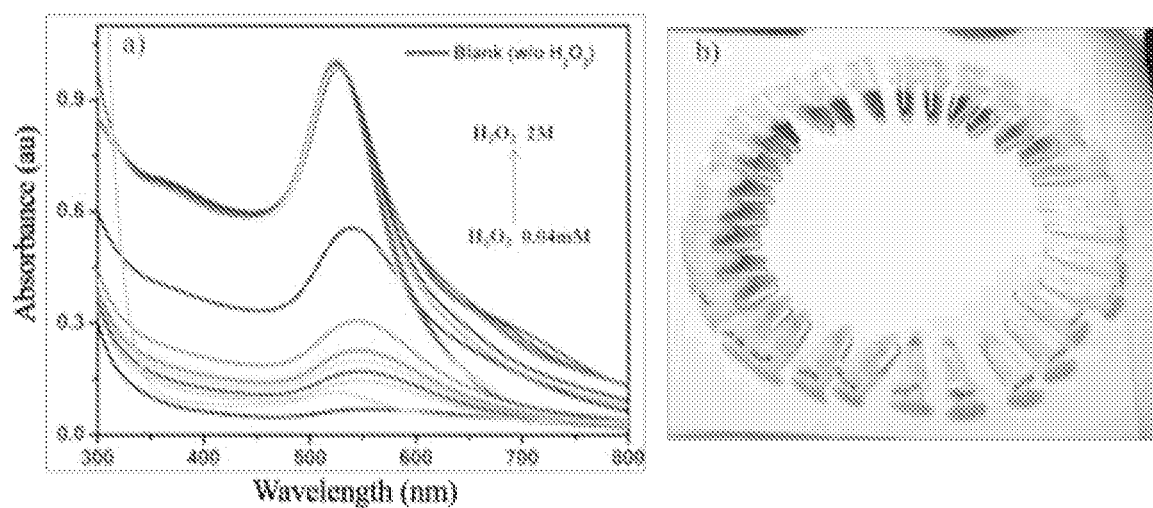 a)
Blank (w/o H₂O₂)
H₂O₂ 2M
H₂O₂ 0.04mM
Absorbance (au)
0.9
0.6
0.3
0.0
300 400 500 600 700 800
Wavelength (nm)
b)